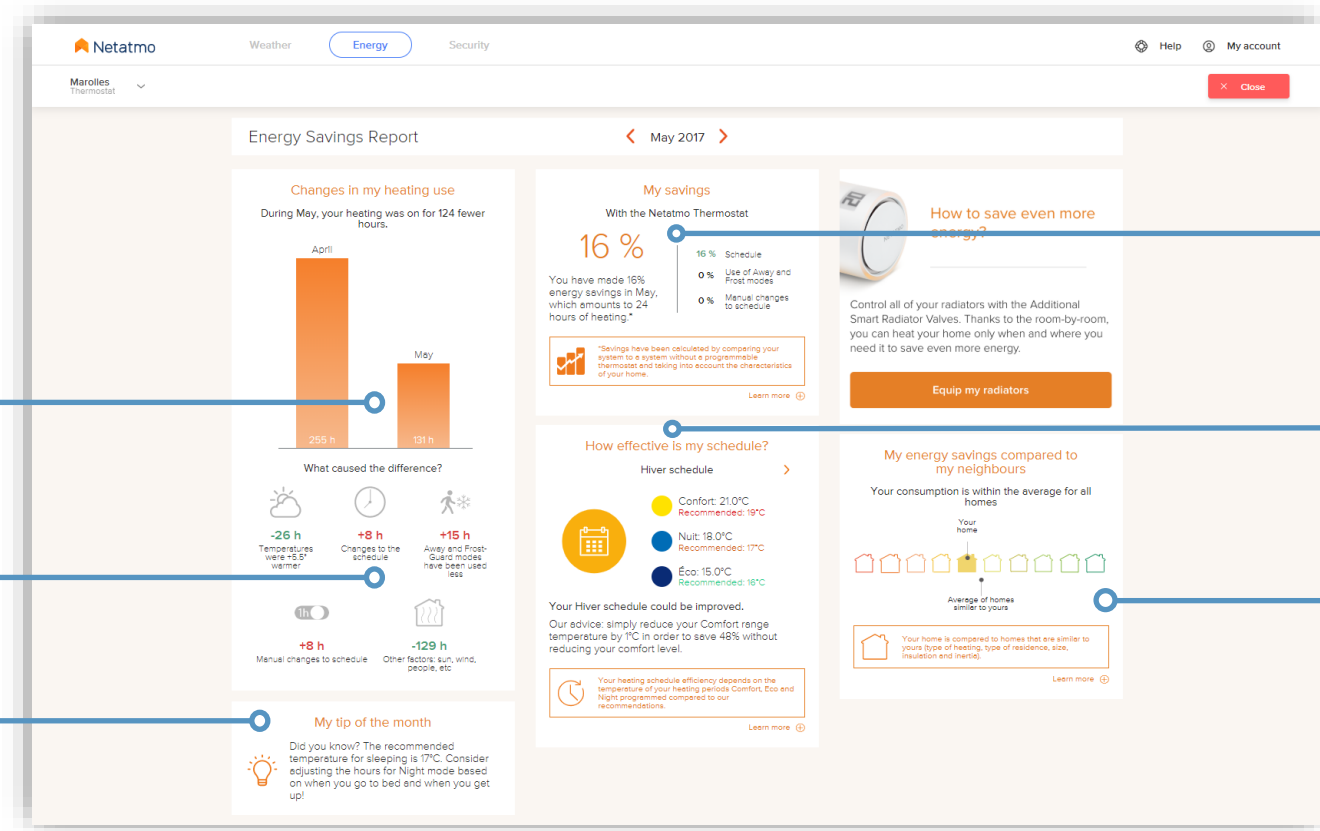 Netatmo
Weather
Energy
Security
Help
My account
Marolles
Thermostat
× Close
Energy Savings Report
May 2017
Changes in my heating use
During May, your heating was on for 124 fewer
hours.
April
May
255 h
131 h
What caused the difference?
-26 h
Temperatures
were +5.5°
warmer
+8 h
Changes to the
schedule
+15 h
Away and Frost-
Guard modes
have been used
less
1h
+8 h
Manual changes to schedule
-129 h
Other factors: sun, wind,
people, etc
My tip of the month
Did you know? The recommended
temperature for sleeping is 17°C. Consider
adjusting the hours for Night mode based
on when you go to bed and when you get
up!
My savings
With the Netatmo Thermostat
16 %
You have made 16%
energy savings in May,
which amounts to 24
hours of heating.*
16 % Schedule
0 % Use of Away and
Frost modes
0 % Manual changes
to schedule
*Savings have been calculated by comparing your
system to a system without a programmable
thermostat and taking into account the characteristics
of your home.
Learn more
How effective is my schedule?
Hiver schedule
Confort: 21.0°C
Recommended: 19°C
Nuit: 18.0°C
Recommended: 17°C
Éco: 15.0°C
Recommended: 16°C
Your Hiver schedule could be improved.
Our advice: simply reduce your Comfort range
temperature by 1°C in order to save 48% without
reducing your comfort level.
Your heating schedule efficiency depends on the
temperature of your heating periods Comfort, Eco and
Night programmed compared to our
recommendations.
Learn more
20
How to save even more
energy?
Control all of your radiators with the Additional
Smart Radiator Valves. Thanks to the room-by-room,
you can heat your home only when and where you
need it to save even more energy.
Equip my radiators
My energy savings compared to
my neighbours
Your consumption is within the average for all
homes
Your
home
Average of homes
similar to yours
Your home is compared to homes that are similar to
yours (type of heating, type of residence, size,
insulation and inertia).
Learn more